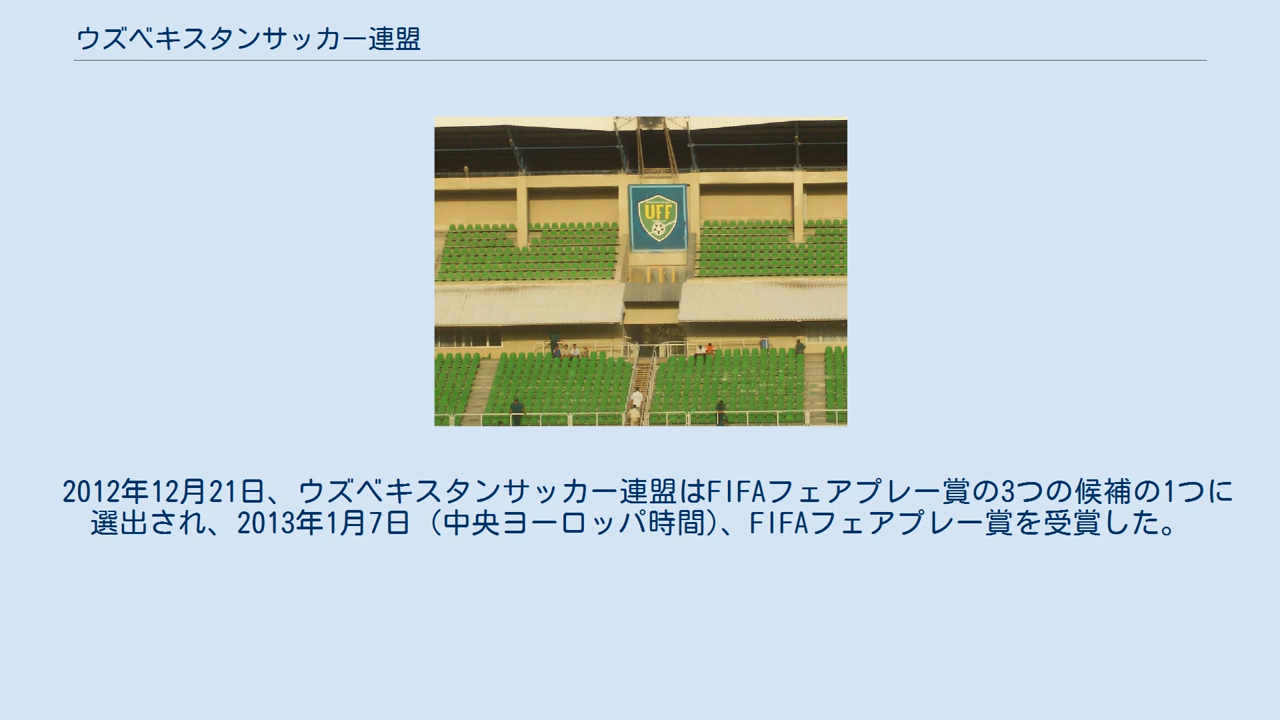 ウズベキスタンサッカー連盟
UFF
2012年12月21日、ウズベキスタンサッカー連盟はFIFAフェアプレー賞の3つの候補の1つに
選出され、2013年1月7日（中央ヨーロッパ時間）、FIFAフェアプレー賞を受賞した。